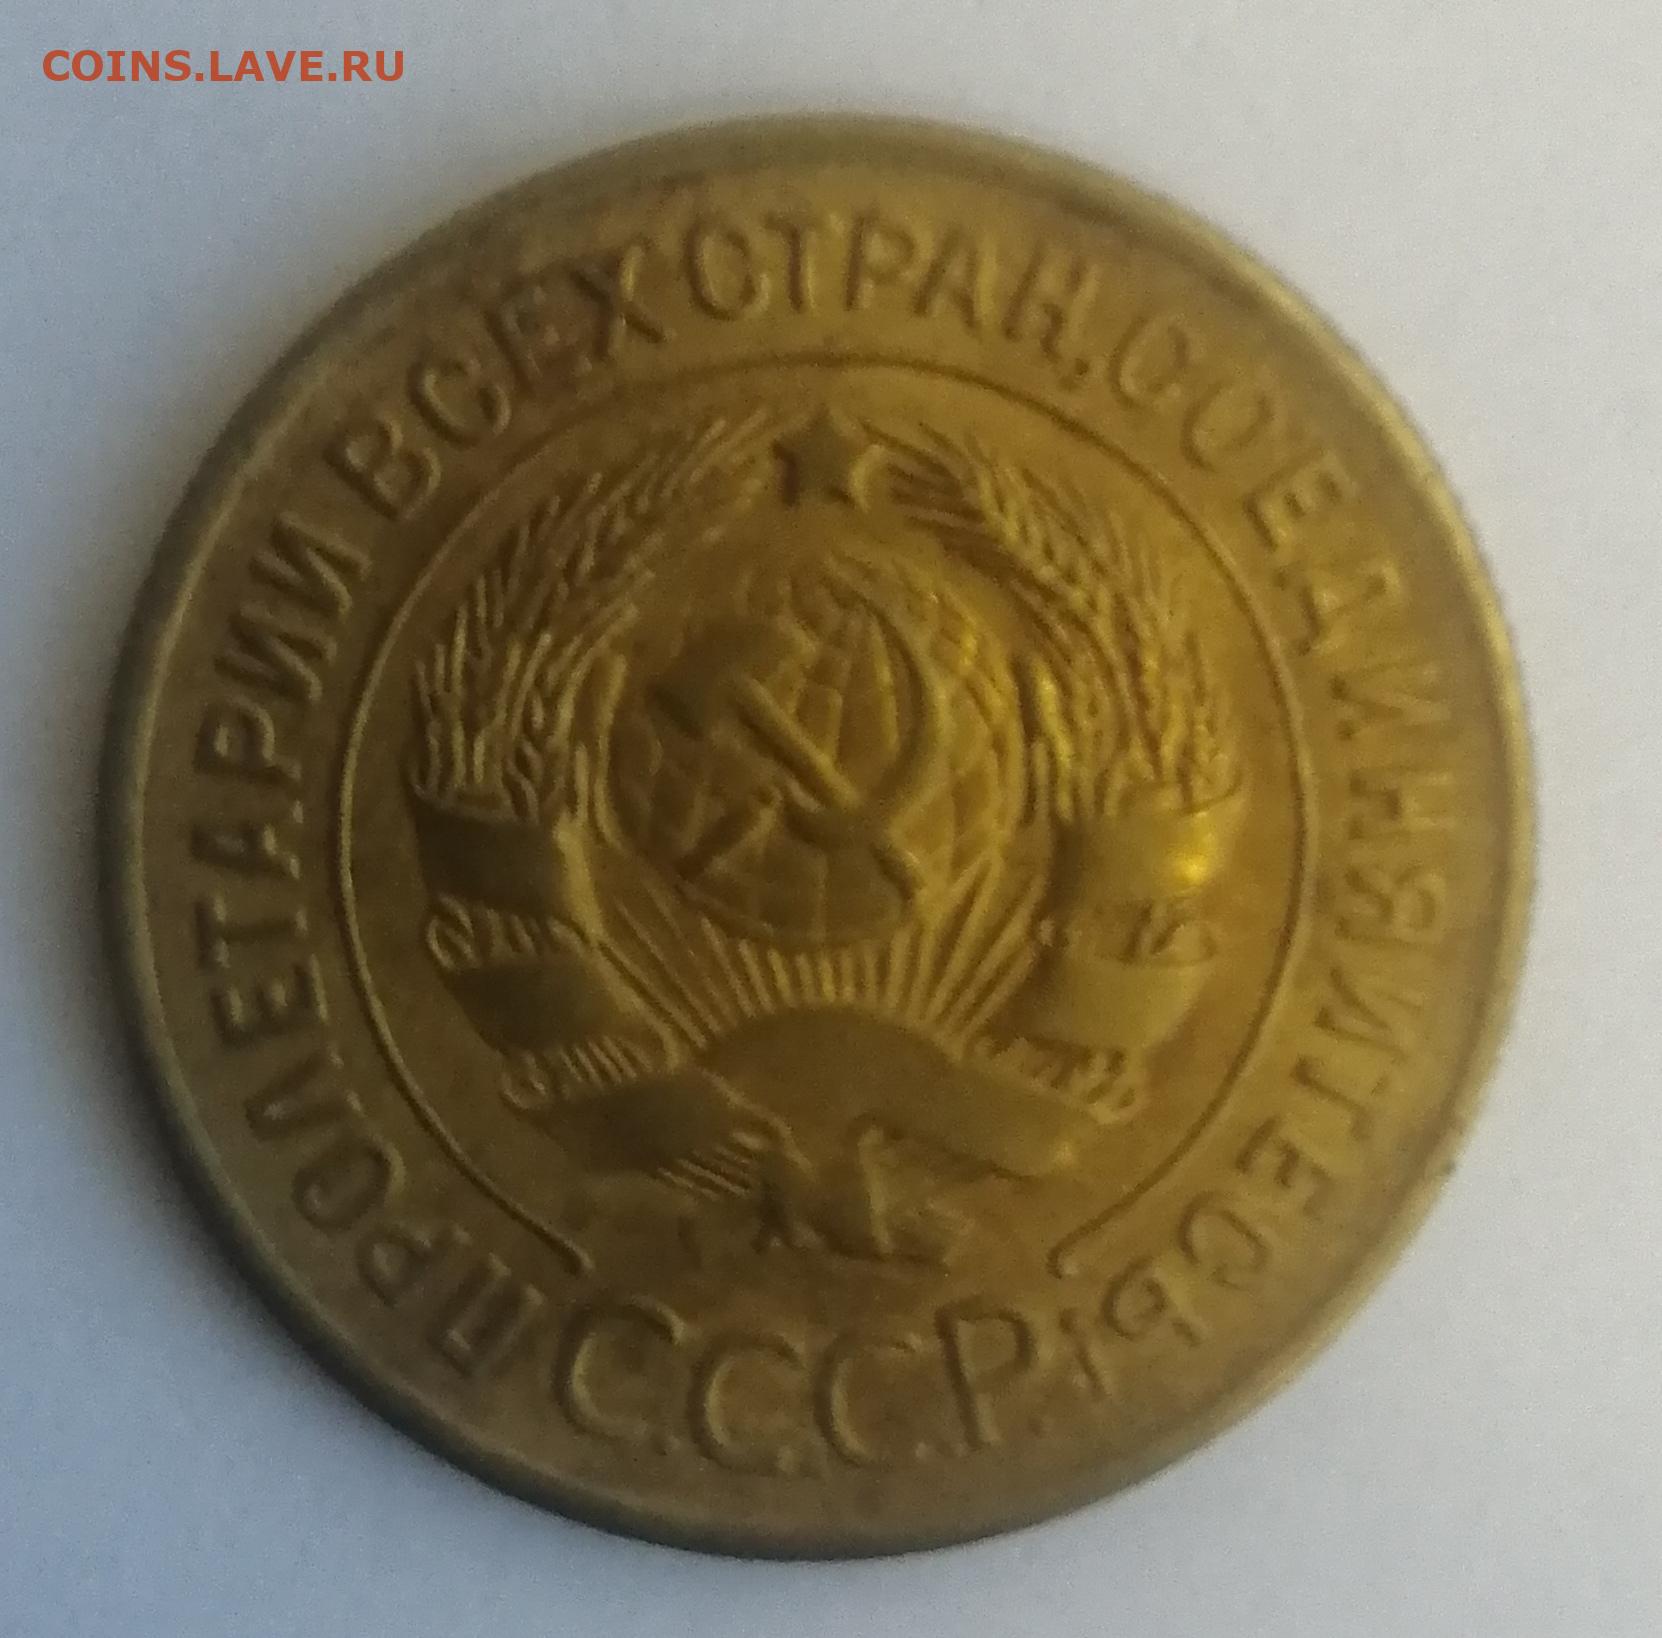 COINS.LAVE.RU
ПРОЛЕТАРИИ ВСЕХ СТРАН, СОЕДИНЯЙТЕСЬ!
С.С.С.Р.